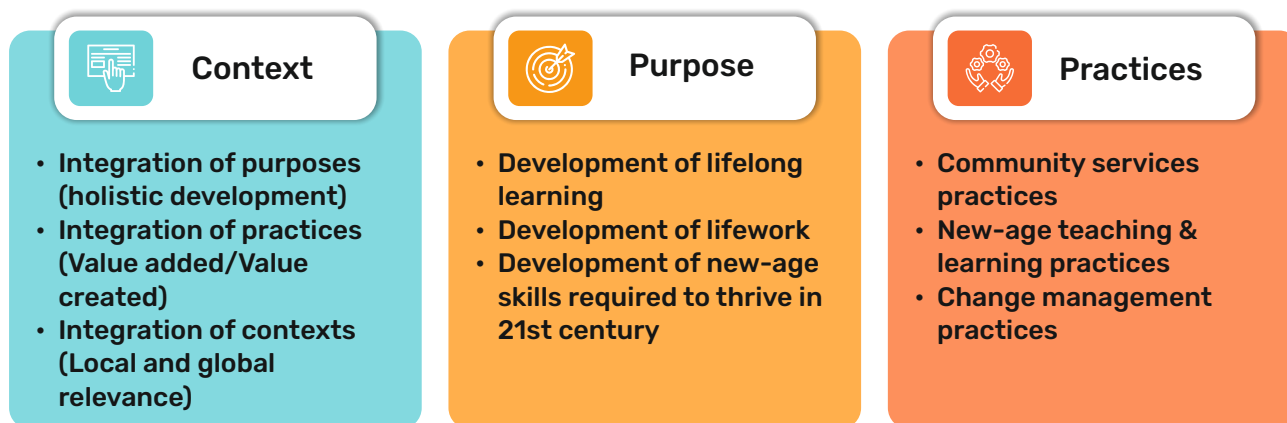 Context
• Integration of purposes
(holistic development)
• Integration of practices
(Value added/Value
created)
• Integration of contexts
(Local and global
relevance)
Purpose
• Development of lifelong
learning
• Development of lifework
• Development of new-age
skills required to thrive in
21st century
Practices
• Community services
practices
• New-age teaching &
learning practices
• Change management
practices